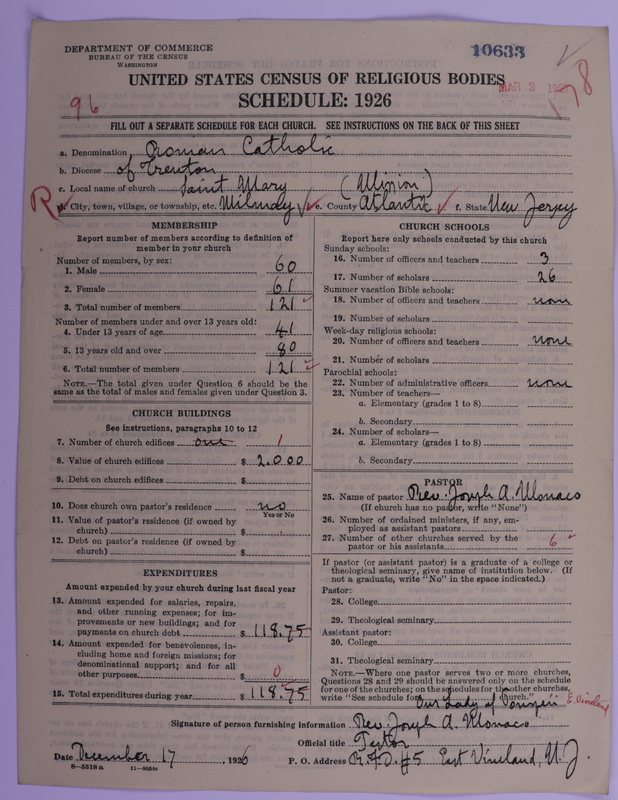 DEPARTMENT OF COMMERCE
BUREAU OF THE CENSUS
WASHINGTON
10633
UNITED STATES CENSUS OF RELIGIOUS BODIES
MAR 3
SCHEDULE: 1926
96
178
FILL OUT A SEPARATE SCHEDULE FOR EACH CHURCH. SEE INSTRUCTIONS ON THE BACK OF THIS SHEET
a. Denomination Roman Catholic
b. Diocese of Trenton
c. Local name of church Saint Mary (Mission)
R
d. City, town, village, or township, etc. Milmay e. County Atlantic f. State New Jersey
MEMBERSHIP
Report number of members according to definition of
member in your church
Number of members, by sex:
1. Male 60
2. Female 61
3. Total number of members 121
Number of members under and over 13 years old:
4. Under 13 years of age 41
5. 13 years old and over 80
6. Total number of members 121
NOTE.—The total given under Question 6 should be the
same as the total of males and females given under Question 3.
CHURCH BUILDINGS
See instructions, paragraphs 10 to 12
7. Number of church edifices one 1
8. Value of church edifices $ 2.000
9. Debt on church edifices $
10. Does church own pastor's residence no
Yes or No
11. Value of pastor's residence (if owned by
church) $
12. Debt on pastor's residence (if owned by
church) $
EXPENDITURES
Amount expended by your church during last fiscal year
13. Amount expended for salaries, repairs,
and other running expenses; for im-
provements or new buildings; and for
payments on church debt $ 118.75
14. Amount expended for benevolences, in-
cluding home and foreign missions; for
denominational support; and for all
other purposes $ 0
15. Total expenditures during year $ 118.75
CHURCH SCHOOLS
Report here only schools conducted by this church
Sunday schools:
16. Number of officers and teachers 3
17. Number of scholars 26
Summer vacation Bible schools:
18. Number of officers and teachers none
19. Number of scholars
Week-day religious schools:
20. Number of officers and teachers none
21. Number of scholars
Parochial schools:
22. Number of administrative officers none
23. Number of teachers—
a. Elementary (grades 1 to 8)
b. Secondary
24. Number of scholars—
a. Elementary (grades 1 to 8)
b. Secondary
PASTOR
25. Name of pastor Rev. Joseph A. Monaco
(If church has no pastor, write "None")
26. Number of ordained ministers, if any, em-
ployed as assistant pastors
27. Number of other churches served by the
pastor or his assistants 6
If pastor (or assistant pastor) is a graduate of a college or
theological seminary, give name of institution below. (If
not a graduate, write "No" in the space indicated.)
Pastor:
28. College
29. Theological seminary
Assistant pastor:
30. College
31. Theological seminary
NOTE.—Where one pastor serves two or more churches,
Questions 28 and 29 should be answered only on the schedule
for one of the churches; on the schedules for the other churches,
write "See schedule for Our Lady of Pompeii church." E. Vineland
Signature of person furnishing information Rev. Joseph A. Monaco
Official title Pastor
Date December 17, 1926 P. O. Address R.F.D. #5 East Vineland, N.J.
8—5518a 11—9054a